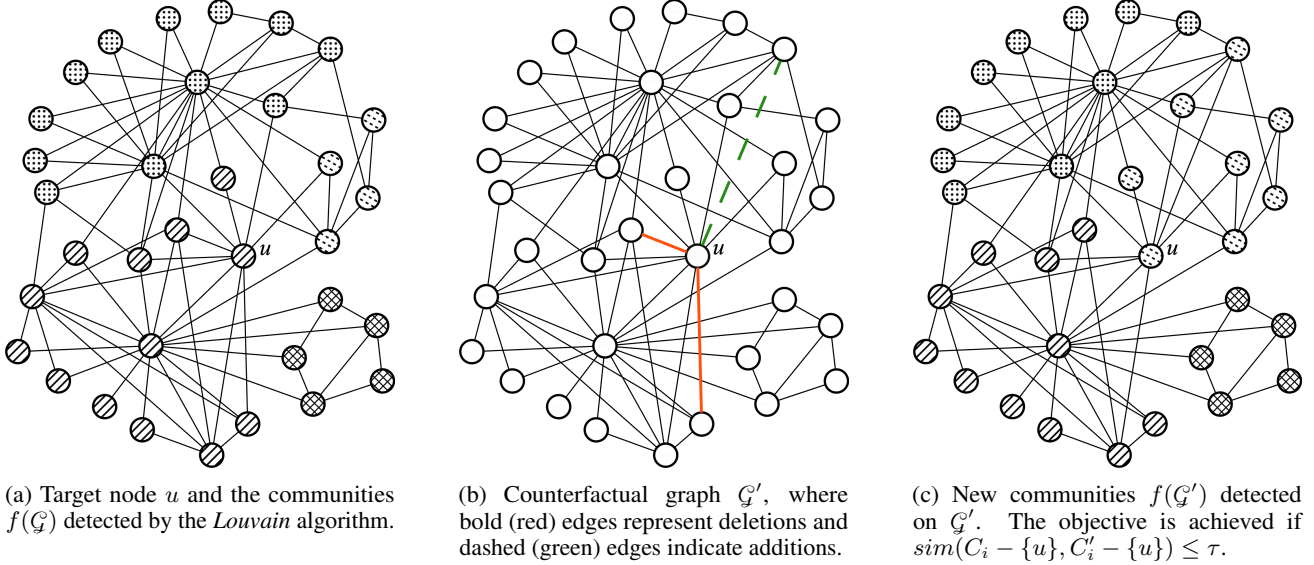 u
u
u
(a) Target node u and the communities
f(𝒢) detected by the Louvain algorithm.
(b) Counterfactual graph 𝒢′, where
bold (red) edges represent deletions and
dashed (green) edges indicate additions.
(c) New communities f(𝒢′) detected
on 𝒢′. The objective is achieved if
sim(C_i − {u}, C′_i − {u}) ≤ τ.